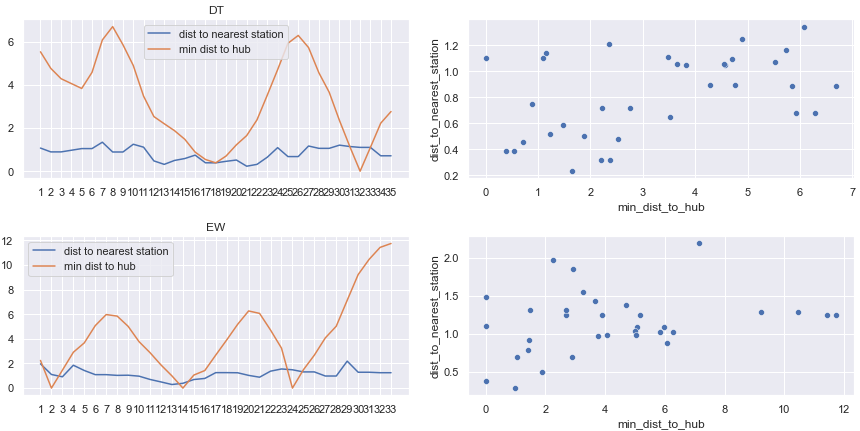 DT
dist to nearest station
min dist to hub
6
4
2
0
1 2 3 4 5 6 7 8 9 10 11 12 13 14 15 16 17 18 19 20 21 22 23 24 25 26 27 28 29 30 31 32 33 34 35
dist_to_nearest_station
1.2
1.0
0.8
0.6
0.4
0.2
0 1 2 3 4 5 6 7
min_dist_to_hub
EW
dist to nearest station
min dist to hub
12
10
8
6
4
2
0
1 2 3 4 5 6 7 8 9 10 11 12 13 14 15 16 17 18 19 20 21 22 23 24 25 26 27 28 29 30 31 32 33
dist_to_nearest_station
2.0
1.5
1.0
0.5
0 2 4 6 8 10 12
min_dist_to_hub